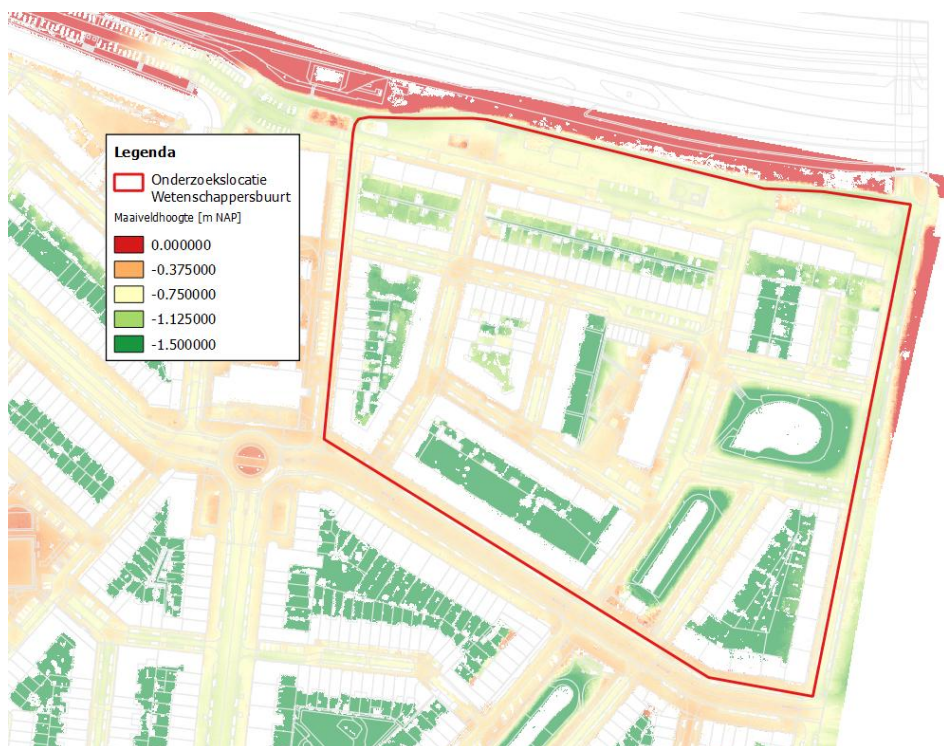 Legenda
Onderzoekslocatie
Wetenschappersbuurt
Maaiveldhoogte [m NAP]
0.000000
-0.375000
-0.750000
-1.125000
-1.500000